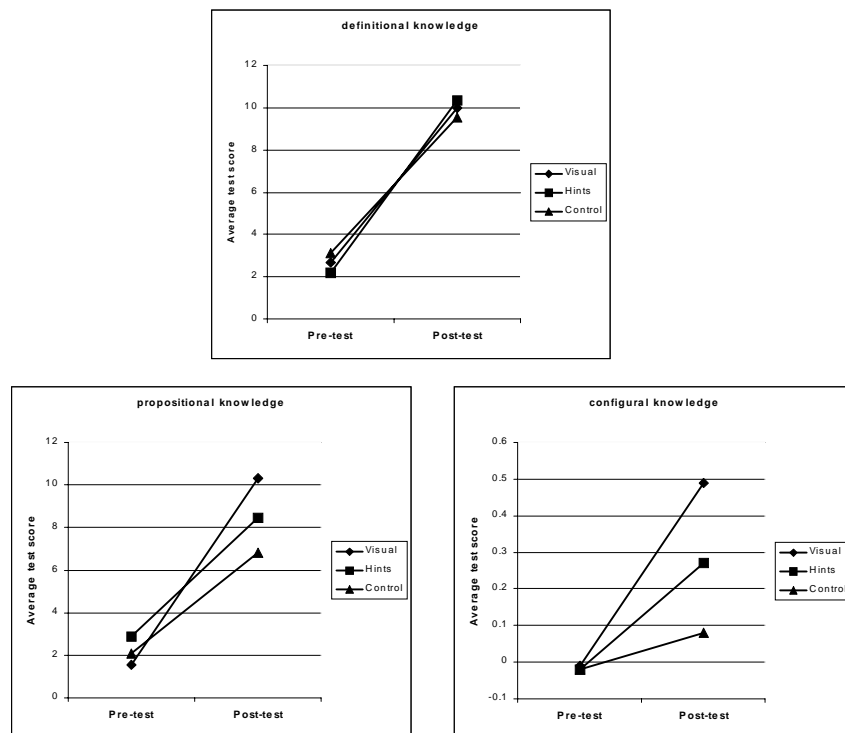 definitional knowledge
12
10
8
6
4
2
0
Average test score
Pre-test Post-test
Visual
Hints
Control
propositional knowledge
12
10
8
6
4
2
0
Average test score
Pre-test Post-test
Visual
Hints
Control
configural knowledge
0.6
0.5
0.4
0.3
0.2
0.1
0
-0.1
Average test score
Pre-test Post-test
Visual
Hints
Control